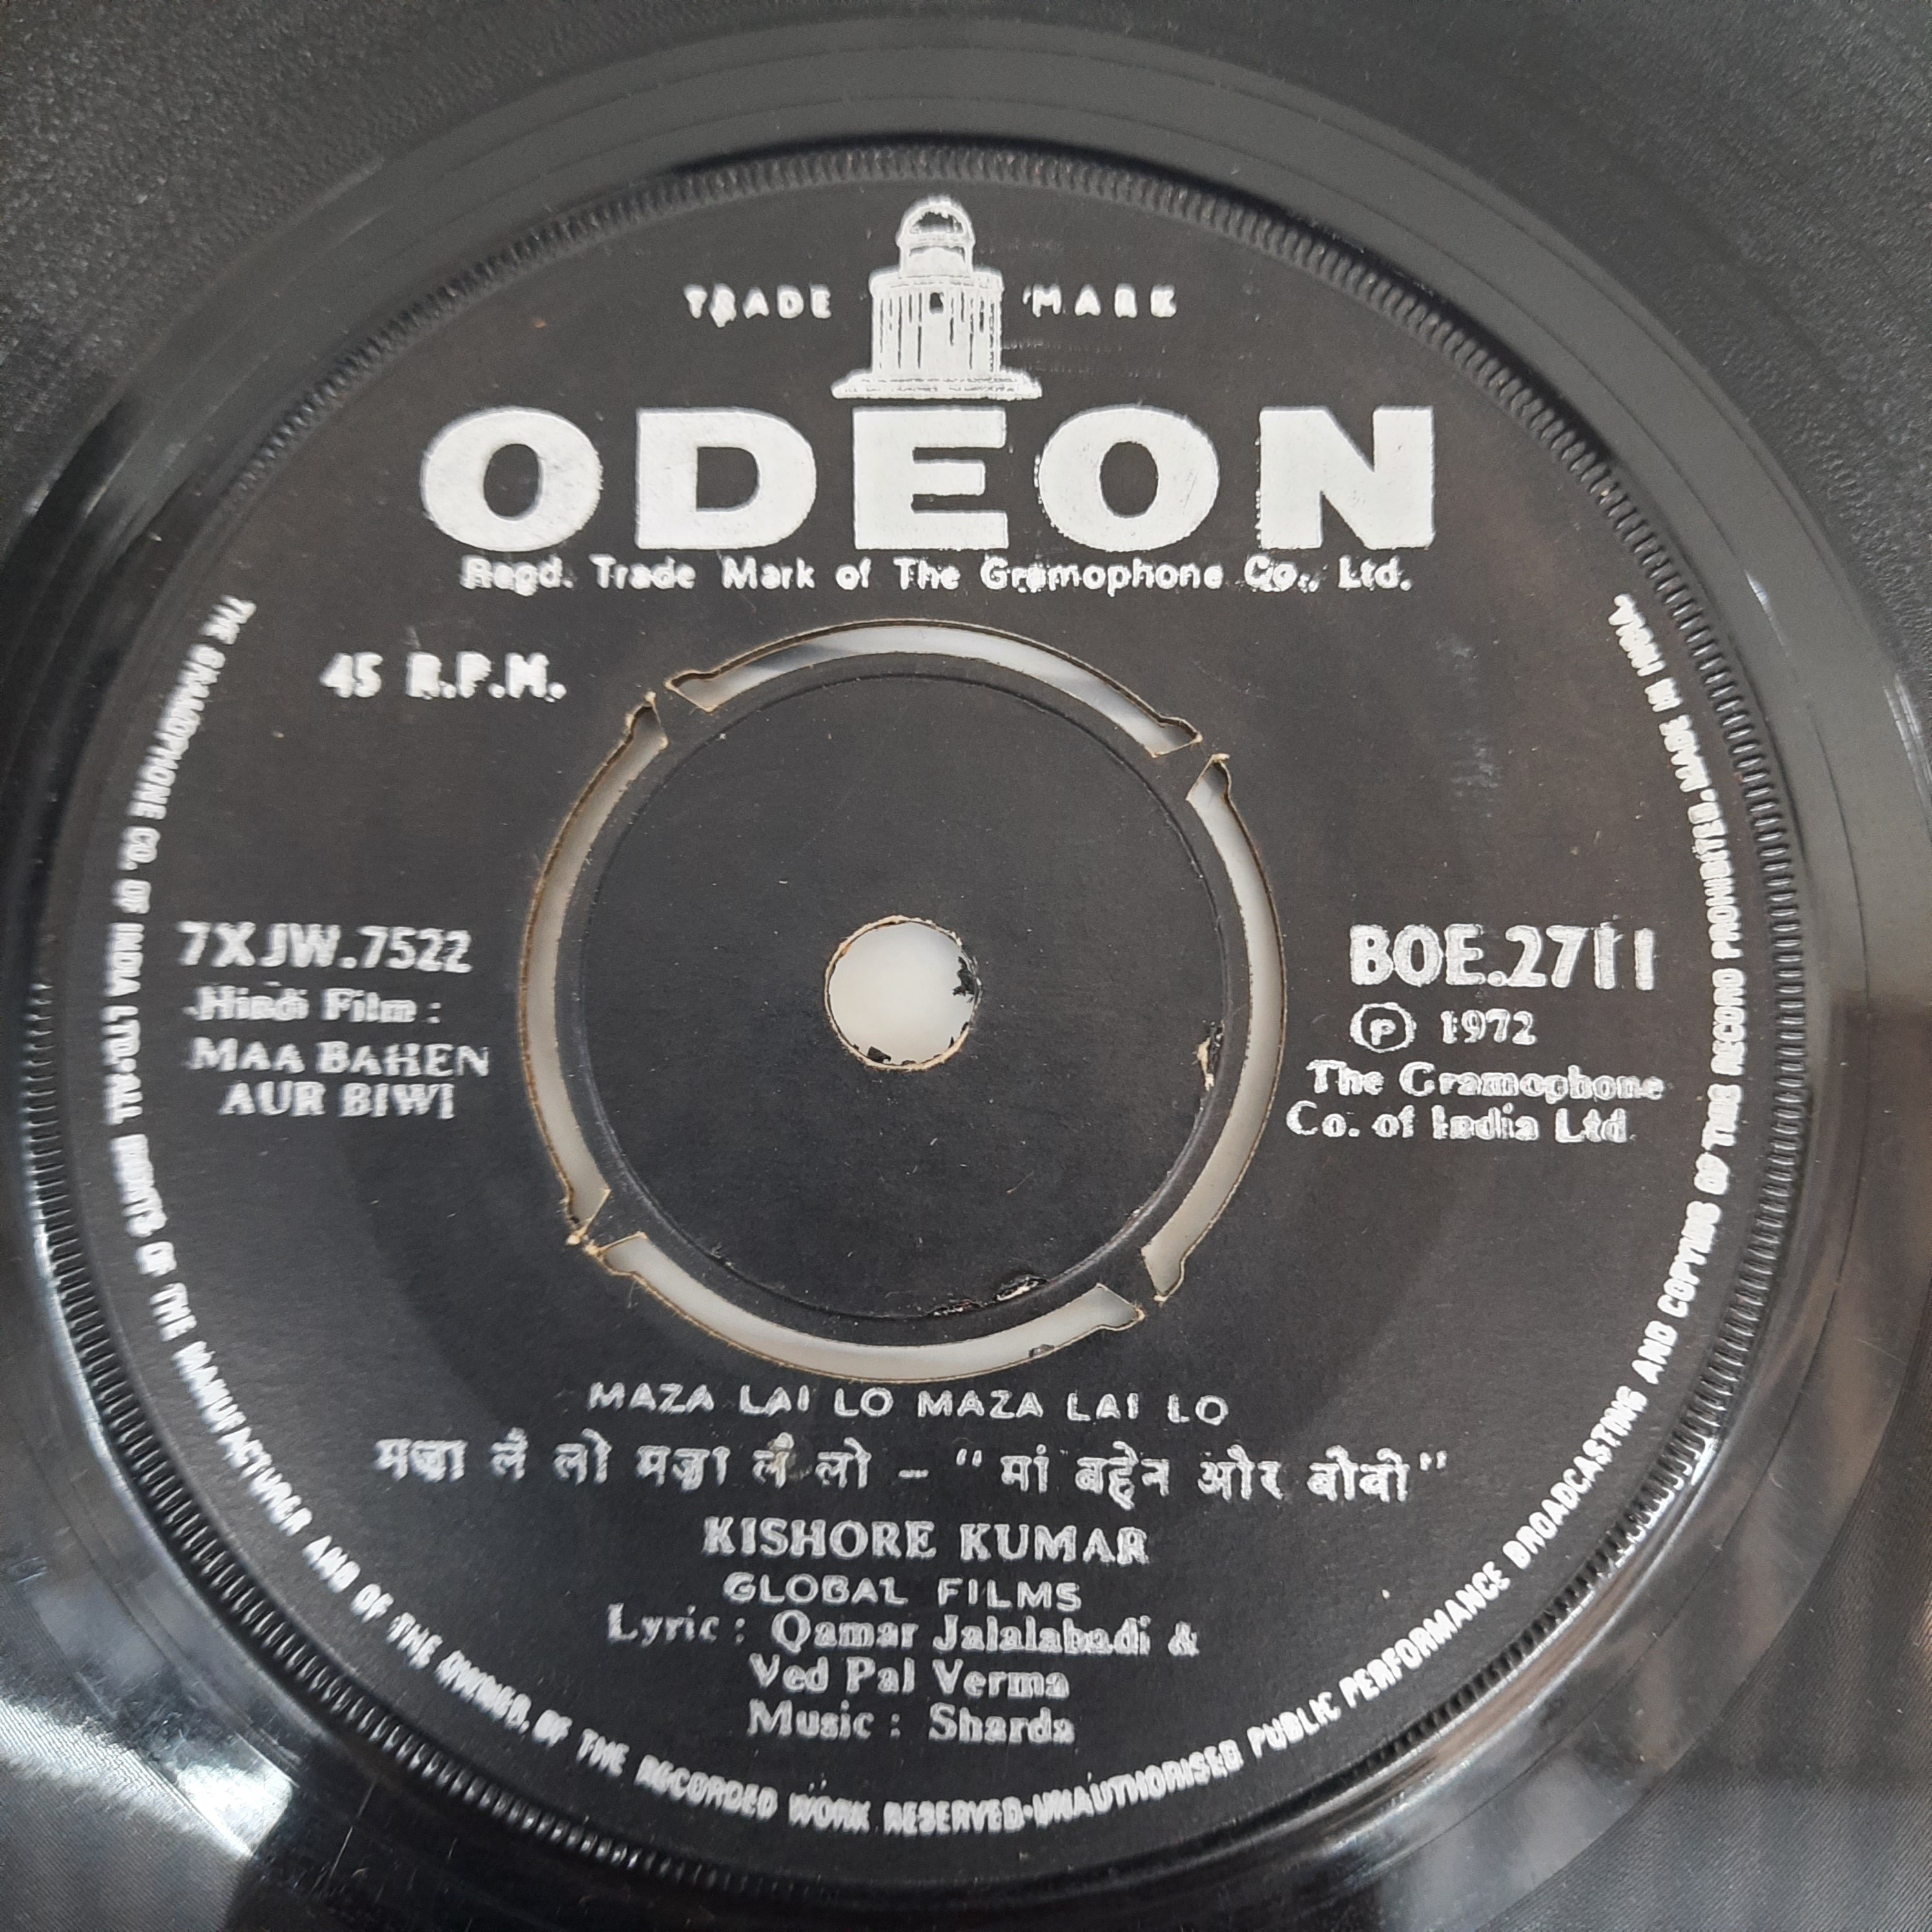 TRADE MARK
ODEON
Regd. Trade Mark of The Gramophone Co., Ltd.
45 R.P.M.
7XJW.7522
Hindi Film :
MAA BAHEN
AUR BIWI
BOE.2711
Ⓟ 1972
The Gramophone
Co. of India Ltd.
MAZA LAI LO MAZA LAI LO
मज़ा लै लो मज़ा लै लो – "मां बहेन और बीवी"
KISHORE KUMAR
GLOBAL FILMS
Lyric : Qamar Jalalabadi &
Ved Pal Verma
Music : Sharda
THE GRAMOPHONE CO. OF INDIA LTD. ALL RIGHTS OF THE MANUFACTURER AND OF THE OWNER OF THE RECORDED WORK RESERVED·UNAUTHORISED PUBLIC PERFORMANCE BROADCASTING AND COPYING OF THIS RECORD PROHIBITED. MADE IN INDIA.